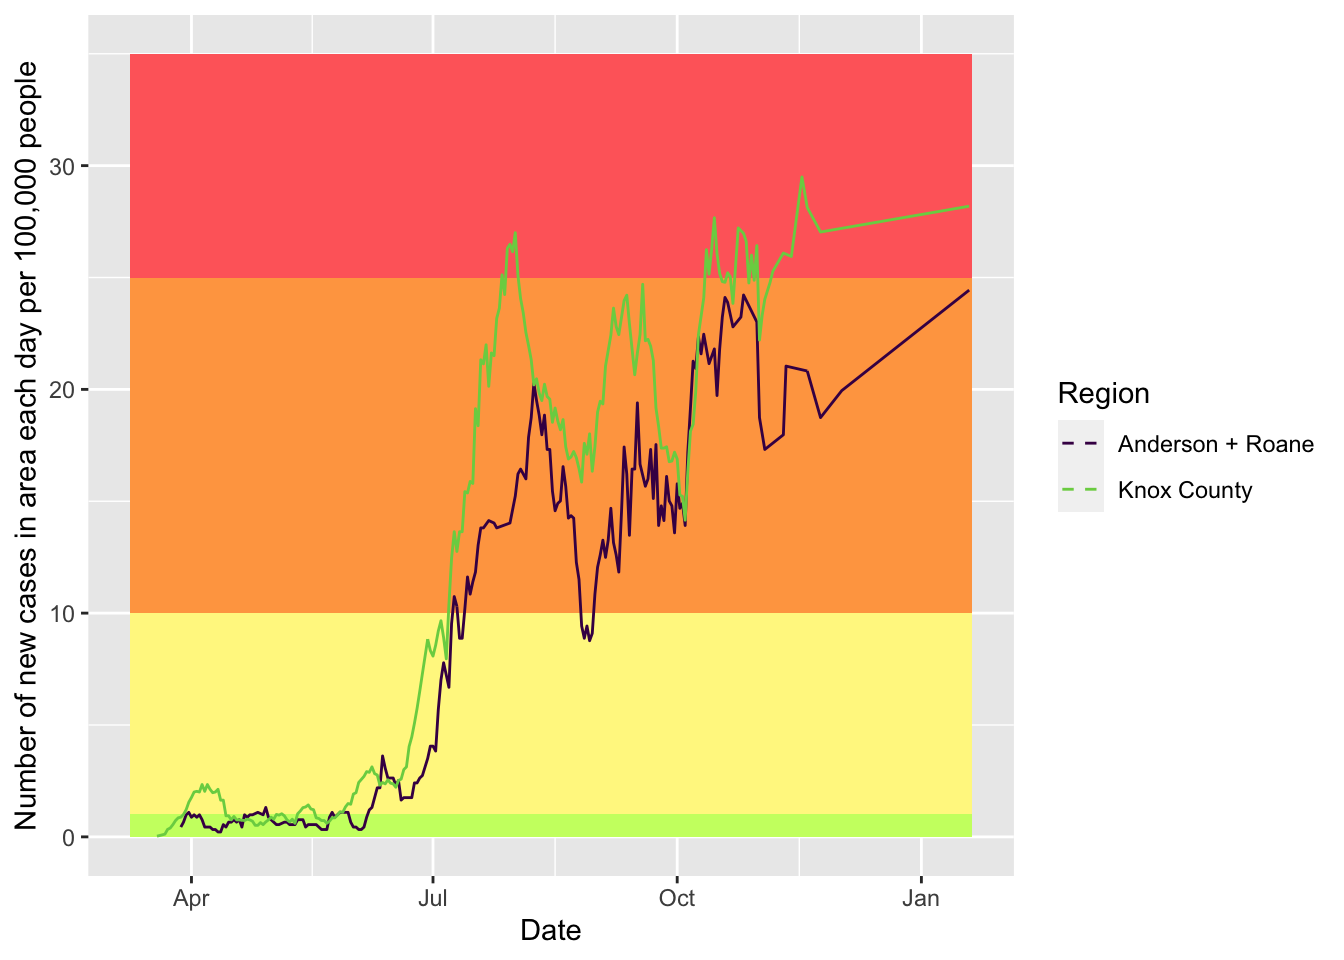 Number of new cases in area each day per 100,000 people
30
20
10
0
Apr
Jul
Oct
Jan
Date
Region
Anderson + Roane
Knox County